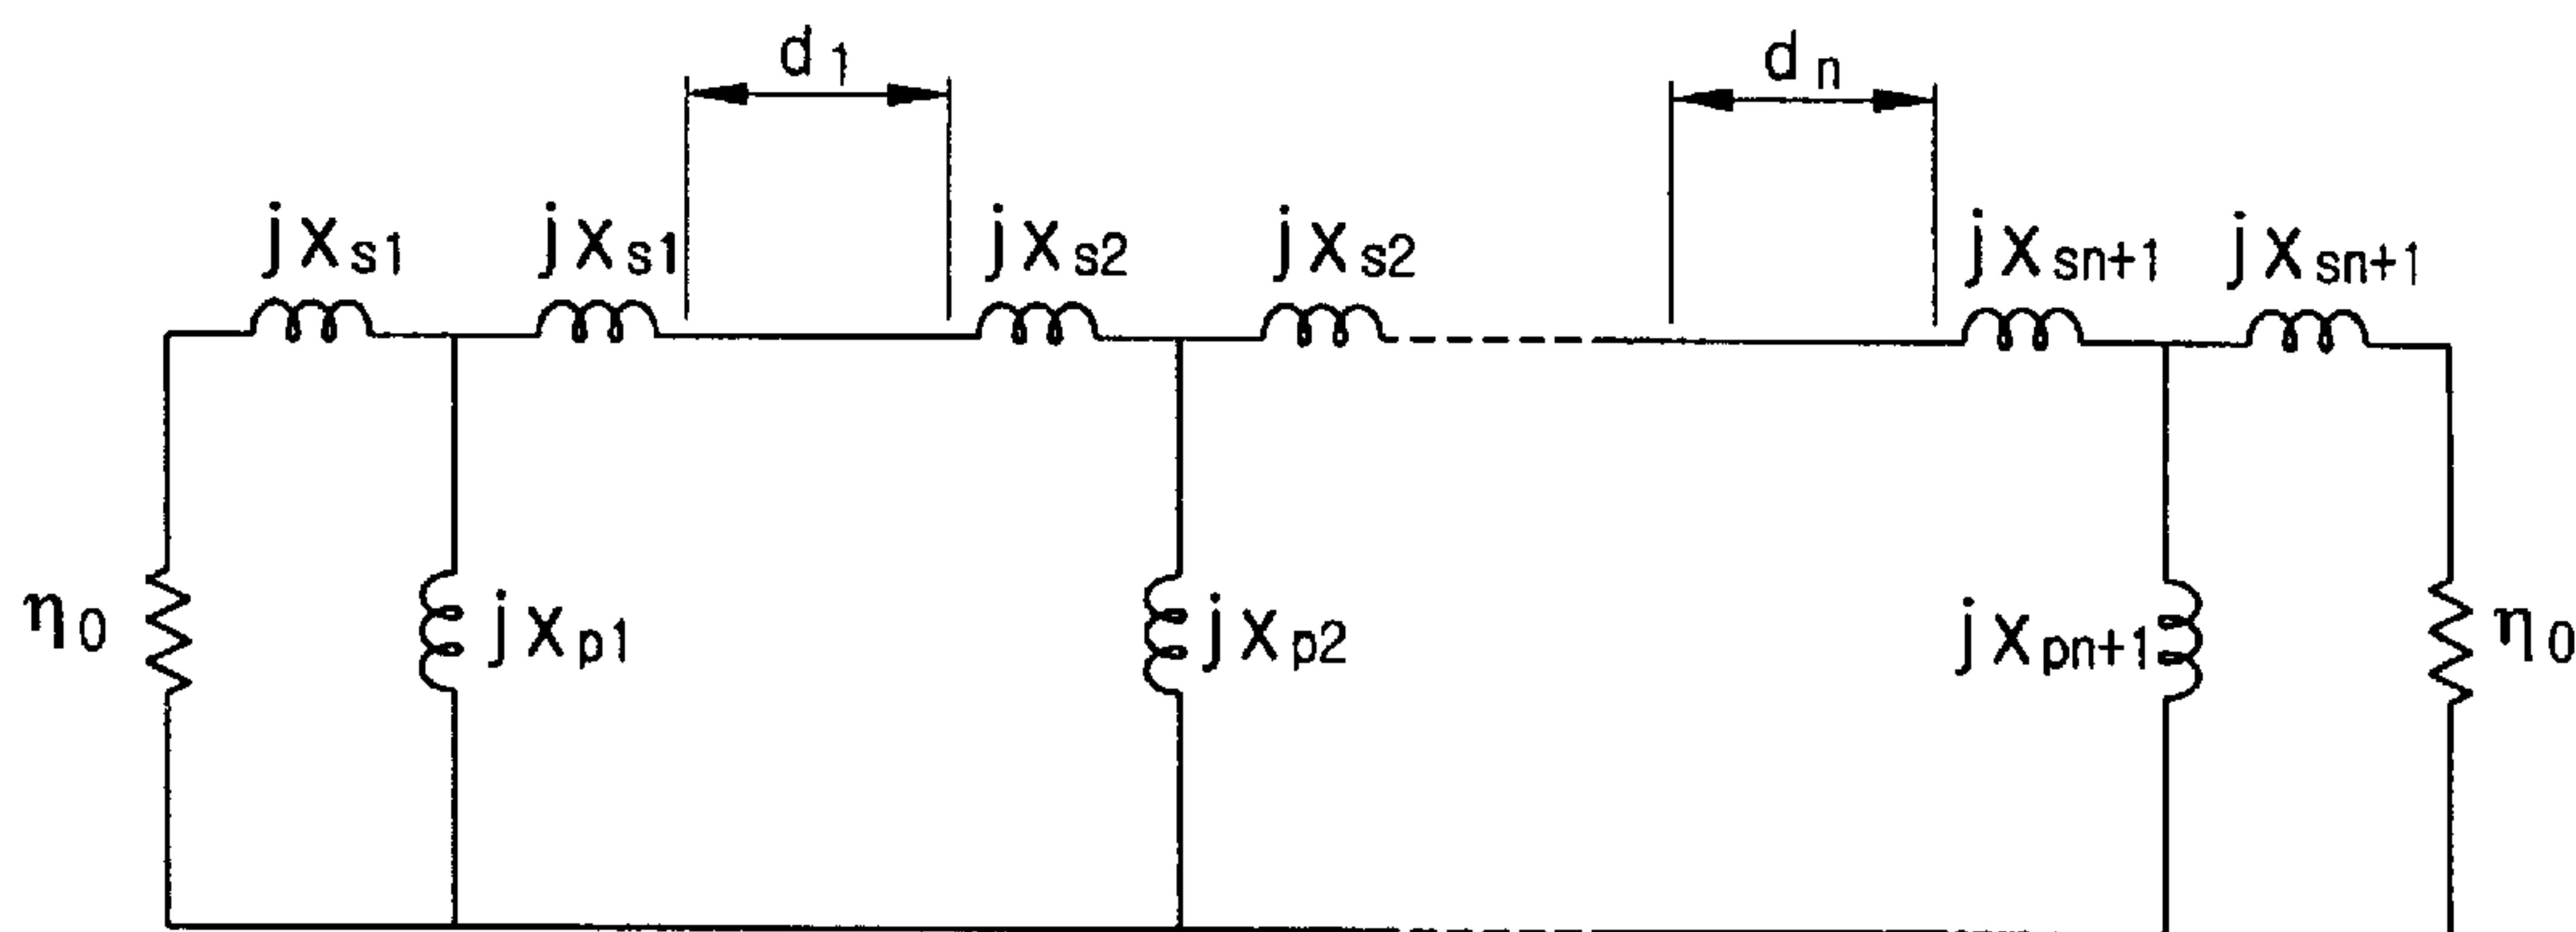 d1 dn
jxs1 jxs1 jxs2 jxs2 jxsn+1 jxsn+1
η0 jxp1 jxp2 jxpn+1 η0